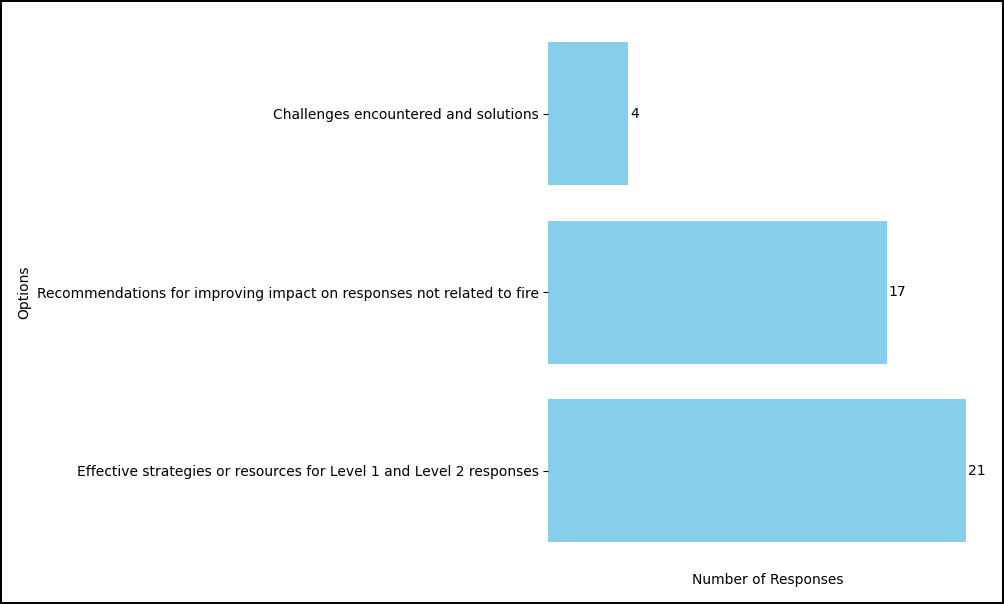 Challenges encountered and solutions
4
Options
Recommendations for improving impact on responses not related to fire
17
Effective strategies or resources for Level 1 and Level 2 responses
21
Number of Responses